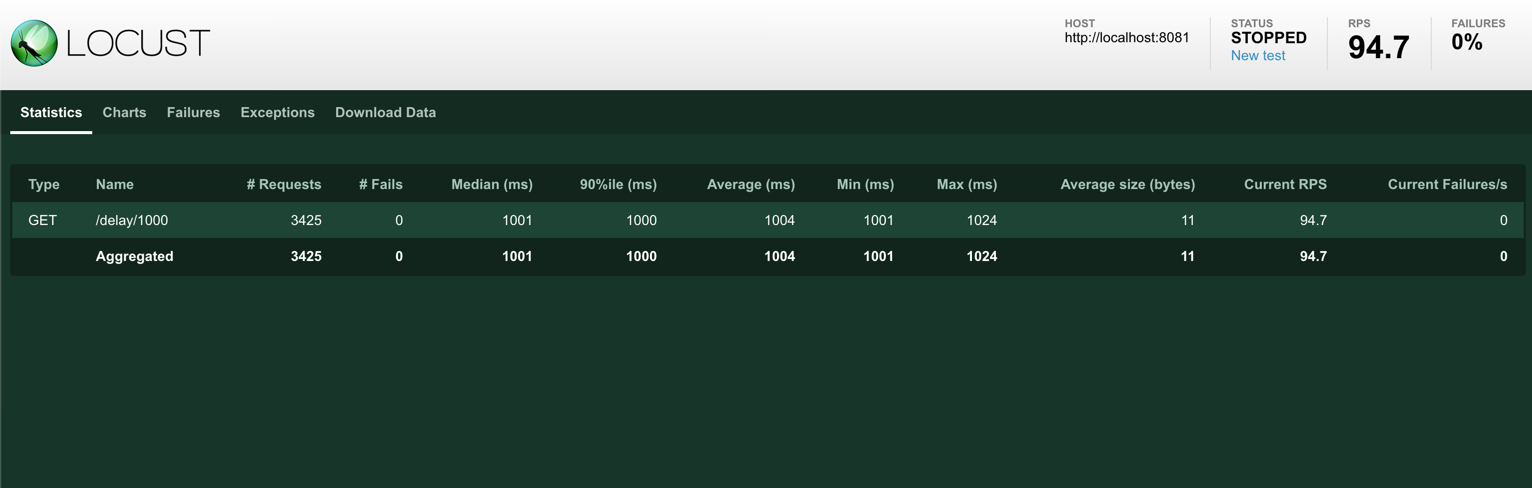 LOCUST
HOST
http://localhost:8081
STATUS
STOPPED
New test
RPS
94.7
FAILURES
0%
Statistics Charts Failures Exceptions Download Data
Type Name # Requests # Fails Median (ms) 90%ile (ms) Average (ms) Min (ms) Max (ms) Average size (bytes) Current RPS Current Failures/s
GET /delay/1000 3425 0 1001 1000 1004 1001 1024 11 94.7 0
Aggregated 3425 0 1001 1000 1004 1001 1024 11 94.7 0